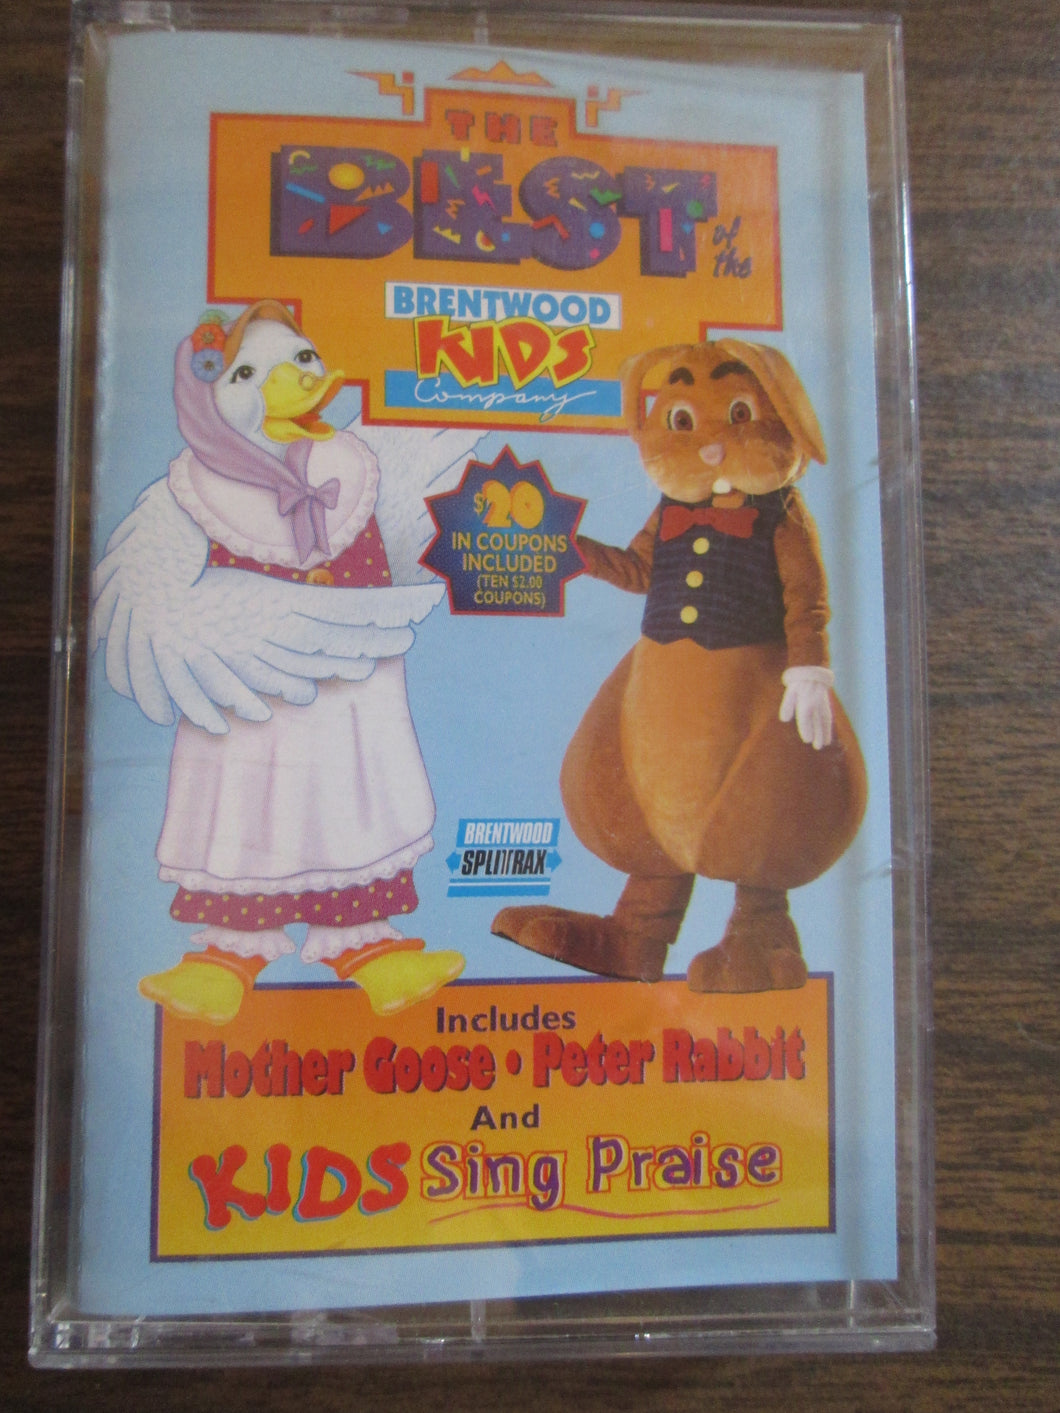 THE
BEST
of
the
BRENTWOOD
KIDS
Company
$20
IN COUPONS
INCLUDED
(TEN $2.00
COUPONS)
BRENTWOOD
SPLITTRAX
Includes
Mother Goose • Peter Rabbit
And
KIDS Sing Praise